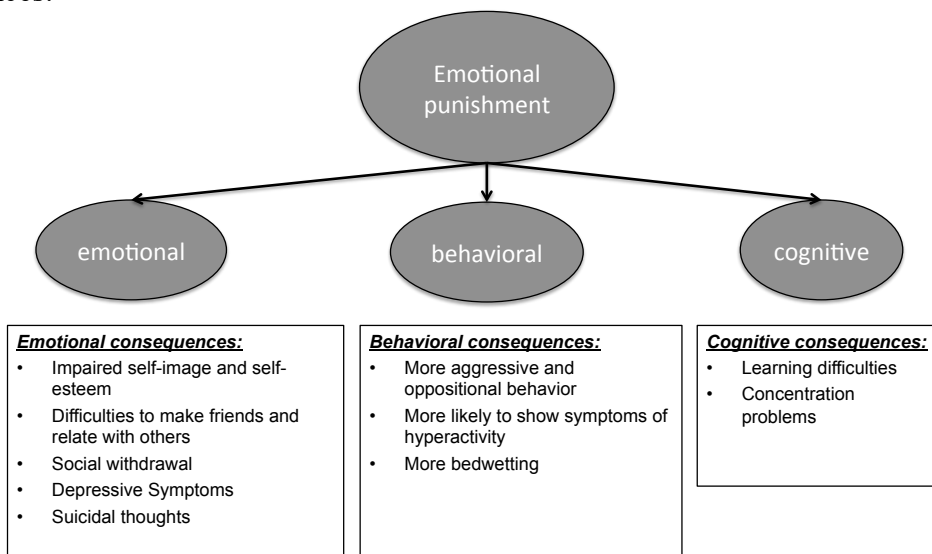 Emotional
punishment
emotional
behavioral
cognitive
Emotional consequences:
• Impaired self-image and self-
esteem
• Difficulties to make friends and
relate with others
• Social withdrawal
• Depressive Symptoms
• Suicidal thoughts
Behavioral consequences:
• More aggressive and
oppositional behavior
• More likely to show symptoms of
hyperactivity
• More bedwetting
Cognitive consequences:
• Learning difficulties
• Concentration
problems